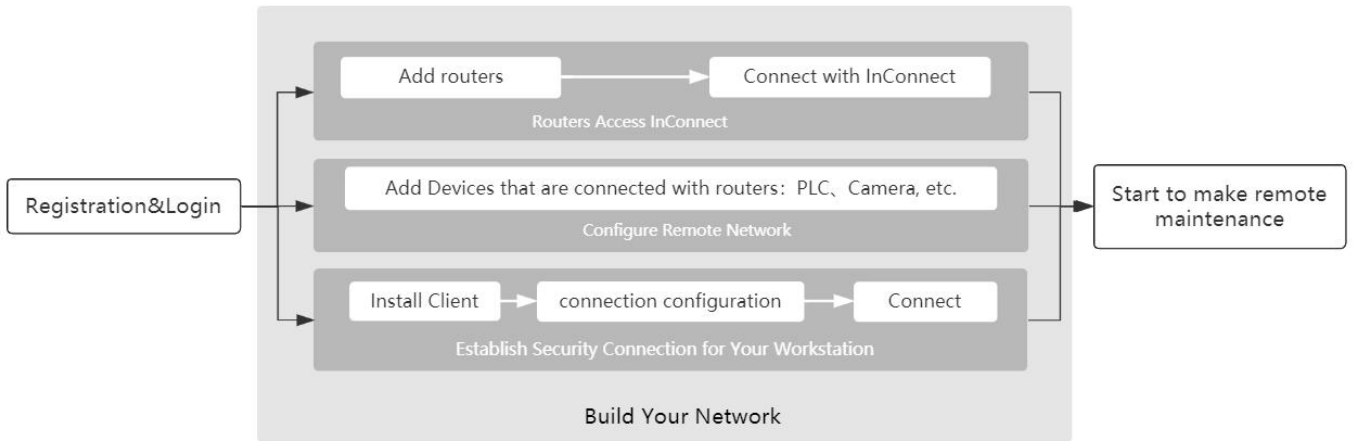 Registration&Login
Add routers
Connect with InConnect
Routers Access InConnect
Add Devices that are connected with routers：PLC、Camera, etc.
Configure Remote Network
Install Client
connection configuration
Connect
Establish Security Connection for Your Workstation
Build Your Network
Start to make remote
maintenance